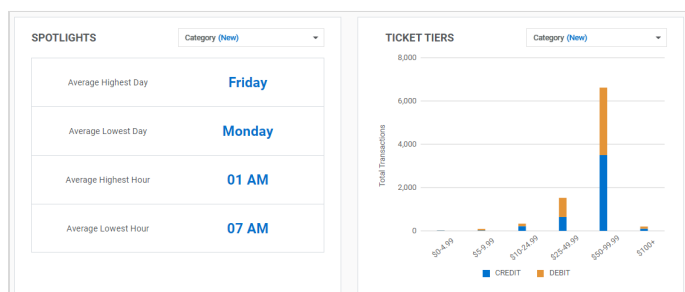 SPOTLIGHTS
Category (New)
Average Highest Day
Friday
Average Lowest Day
Monday
Average Highest Hour
01 AM
Average Lowest Hour
07 AM
TICKET TIERS
Category (New)
8,000
6,000
4,000
2,000
0
Total Transactions
$0-4.99
$5-9.99
$10-24.99
$25-49.99
$50-99.99
$100+
CREDIT
DEBIT